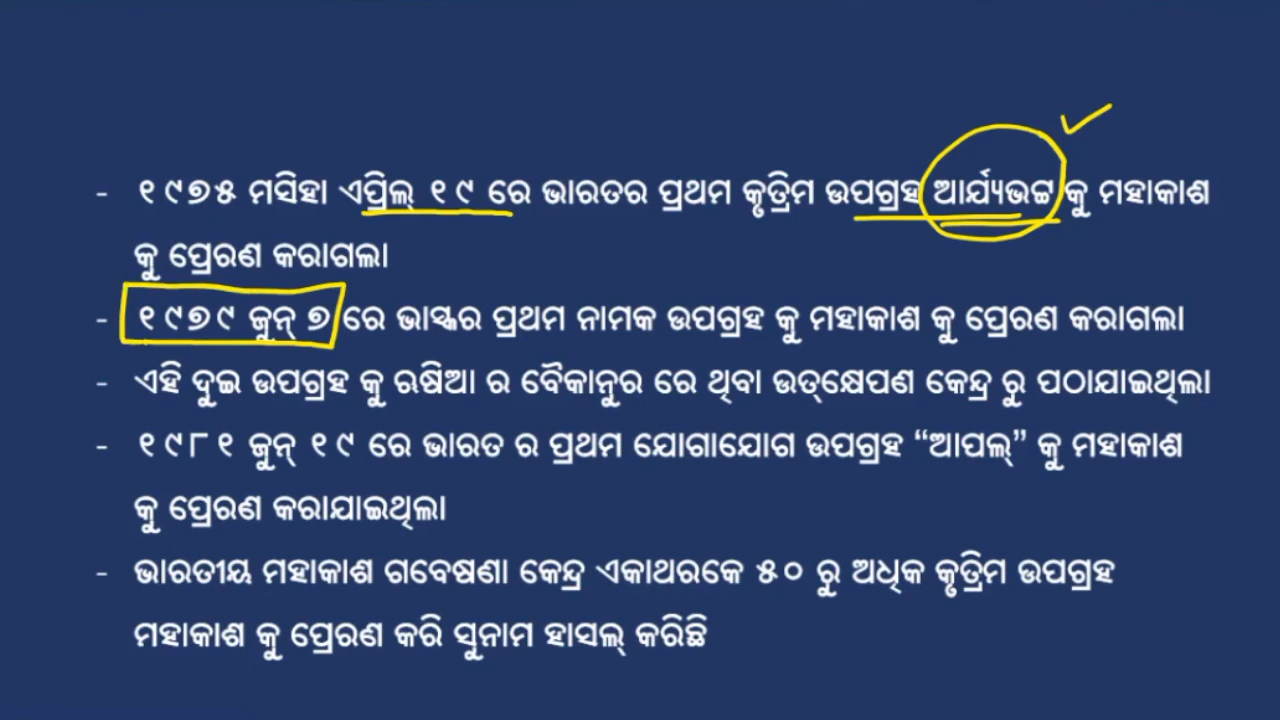 - ୧୯୭୫ ମସିହା ଏପ୍ରିଲ୍ ୧୯ ରେ ଭାରତର ପ୍ରଥମ କୃତ୍ରିମ ଉପଗ୍ରହ ଆର୍ଯ୍ୟଭଟ୍ଟ କୁ ମହାକାଶ
କୁ ପ୍ରେରଣ କରାଗଲା
- ୧୯୭୯ ଜୁନ୍ ୭ ରେ ଭାସ୍କର ପ୍ରଥମ ନାମକ ଉପଗ୍ରହ କୁ ମହାକାଶ କୁ ପ୍ରେରଣ କରାଗଲା
- ଏହି ଦୁଇ ଉପଗ୍ରହ କୁ ଋଷିଆ ର ବୈକାନୁର ରେ ଥିବା ଉତ୍‌କ୍ଷେପଣ କେନ୍ଦ୍ର ରୁ ପଠାଯାଇଥିଲା
- ୧୯୮୧ ଜୁନ୍ ୧୯ ରେ ଭାରତ ର ପ୍ରଥମ ଯୋଗାଯୋଗ ଉପଗ୍ରହ “ଆପଲ୍” କୁ ମହାକାଶ
କୁ ପ୍ରେରଣ କରାଯାଇଥିଲା
- ଭାରତୀୟ ମହାକାଶ ଗବେଷଣା କେନ୍ଦ୍ର ଏକାଥରକେ ୫୦ ରୁ ଅଧିକ କୃତ୍ରିମ ଉପଗ୍ରହ
ମହାକାଶ କୁ ପ୍ରେରଣ କରି ସୁନାମ ହାସଲ୍ କରିଛି